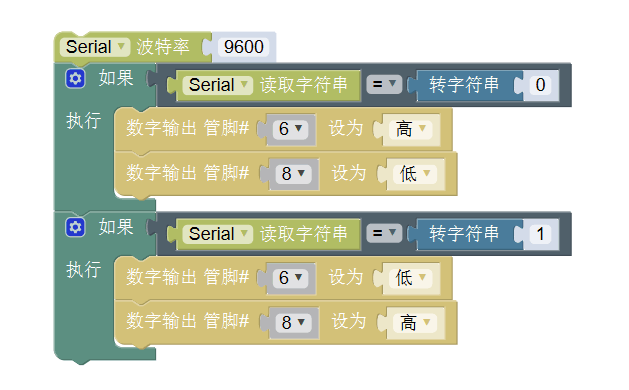 Serial 波特率 9600
如果 Serial 读取字符串 = 转字符串 0
执行 数字输出 管脚# 6 设为 高
数字输出 管脚# 8 设为 低
如果 Serial 读取字符串 = 转字符串 1
执行 数字输出 管脚# 6 设为 低
数字输出 管脚# 8 设为 高